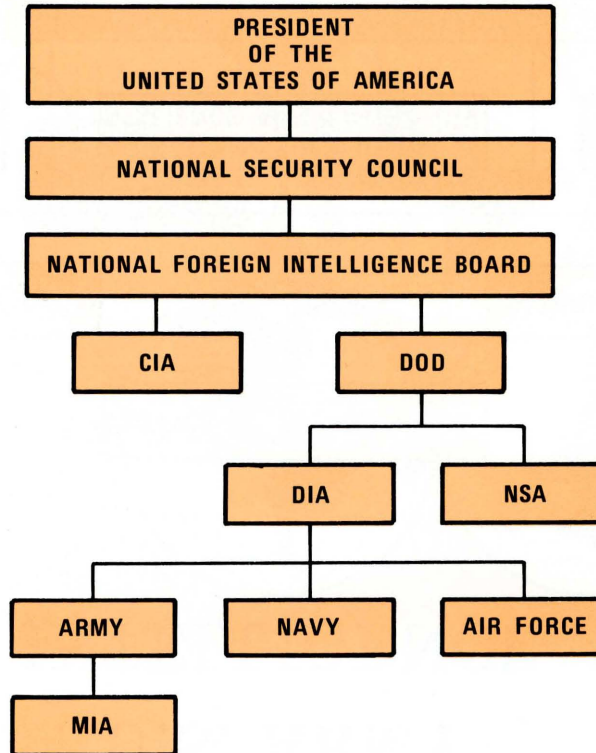 PRESIDENT
OF THE
UNITED STATES OF AMERICA
NATIONAL SECURITY COUNCIL
NATIONAL FOREIGN INTELLIGENCE BOARD
CIA
DOD
DIA
NSA
ARMY
NAVY
AIR FORCE
MIA